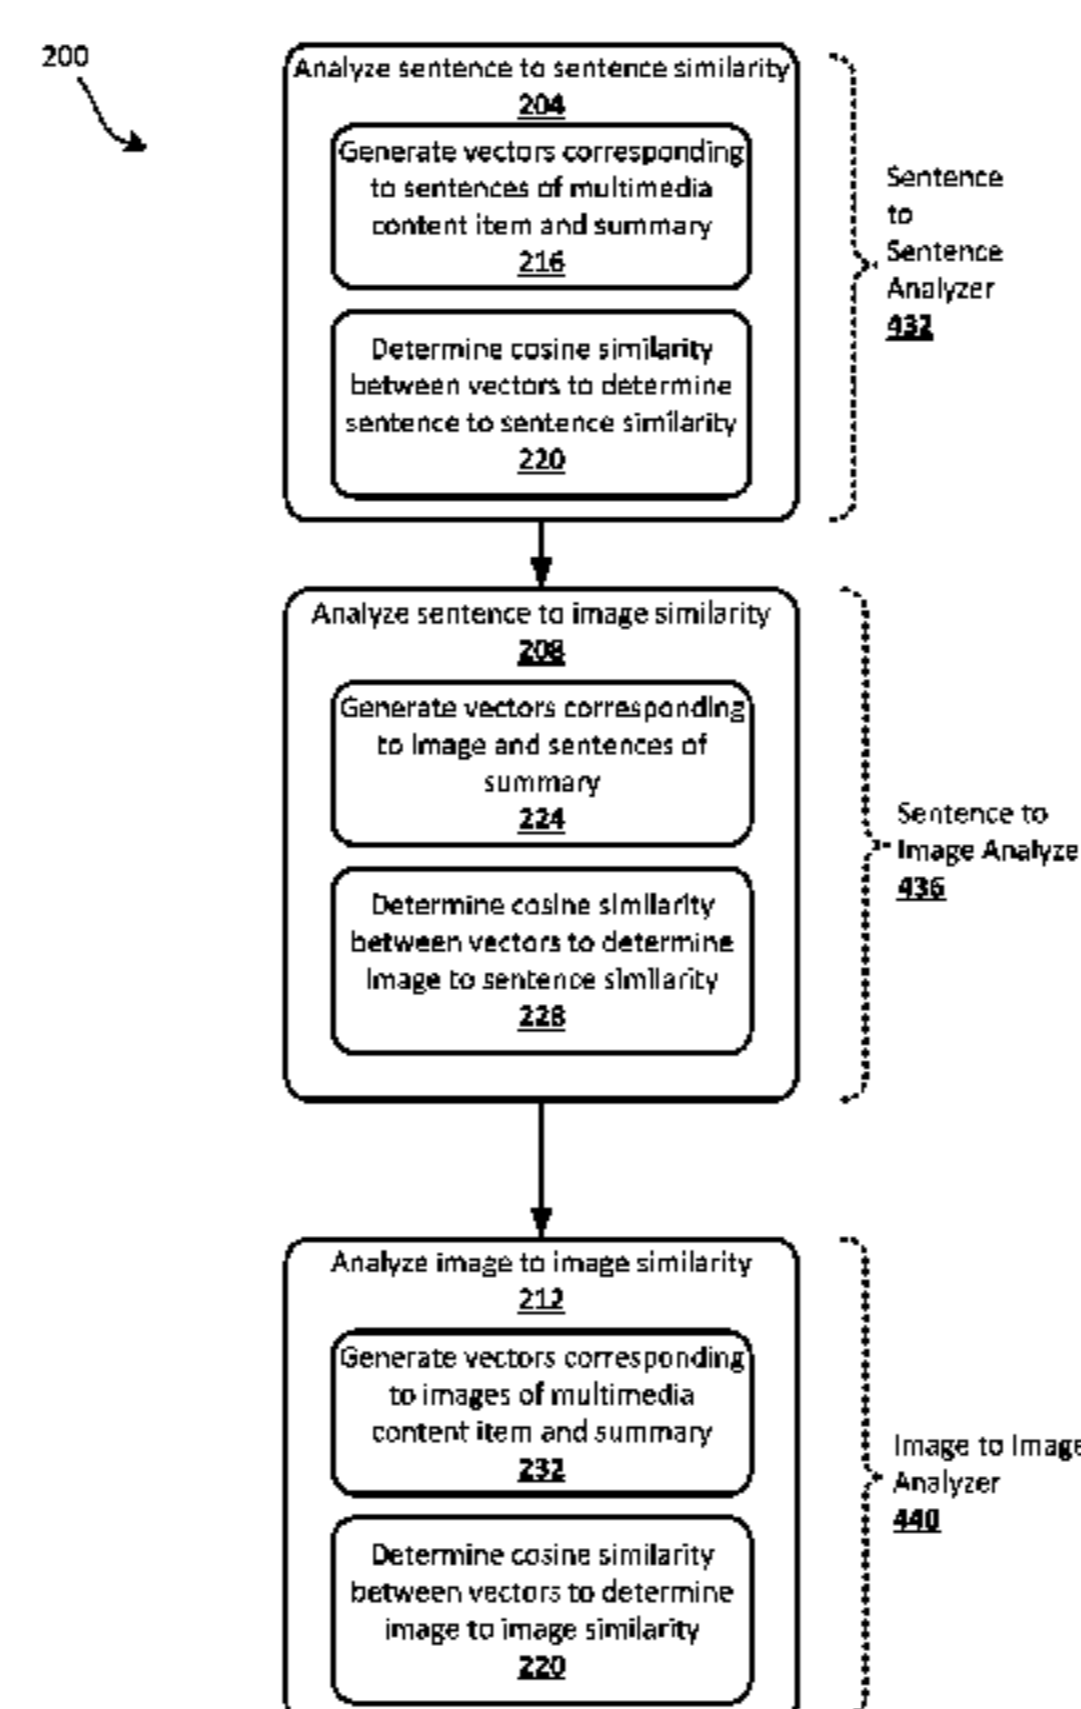 200
Analyze sentence to sentence similarity
204
Generate vectors corresponding
to sentences of multimedia
content item and summary
216
Determine cosine similarity
between vectors to determine
sentence to sentence similarity
220
Sentence
to
Sentence
Analyzer
432
Analyze sentence to image similarity
208
Generate vectors corresponding
to image and sentences of
summary
224
Determine cosine similarity
between vectors to determine
image to sentence similarity
228
Sentence to
Image Analyze
436
Analyze image to image similarity
212
Generate vectors corresponding
to images of multimedia
content item and summary
232
Determine cosine similarity
between vectors to determine
image to image similarity
220
Image to Image
Analyzer
440